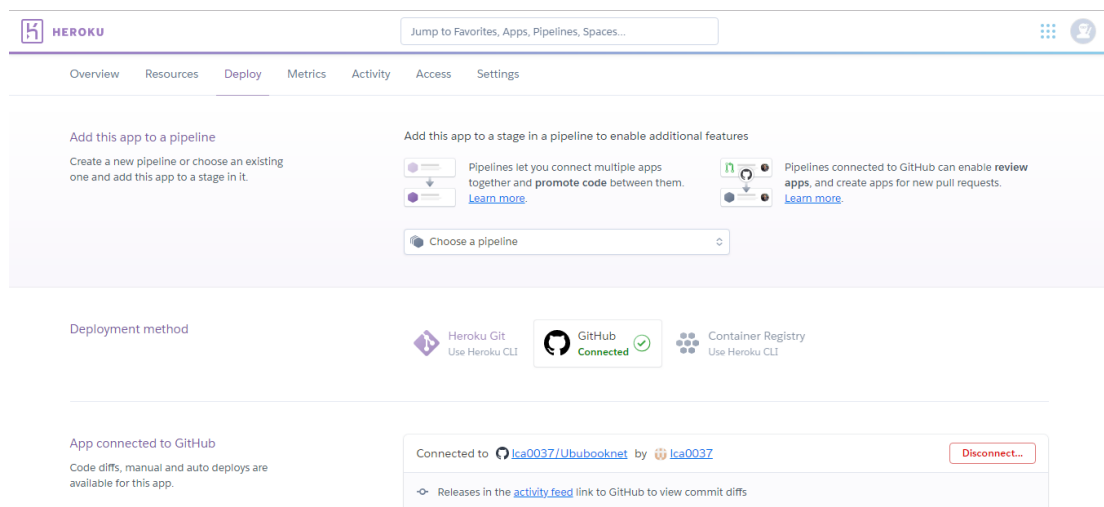 HEROKU
Jump to Favorites, Apps, Pipelines, Spaces...
Overview Resources Deploy Metrics Activity Access Settings
Add this app to a pipeline
Create a new pipeline or choose an existing
one and add this app to a stage in it.
Add this app to a stage in a pipeline to enable additional features
Pipelines let you connect multiple apps
together and promote code between them.
Learn more.
Pipelines connected to GitHub can enable review
apps, and create apps for new pull requests.
Learn more.
Choose a pipeline
Deployment method
Heroku Git
Use Heroku CLI
GitHub
Connected
Container Registry
Use Heroku CLI
App connected to GitHub
Code diffs, manual and auto deploys are
available for this app.
Connected to lca0037/Ububooknet by lca0037
Disconnect...
Releases in the activity feed link to GitHub to view commit diffs